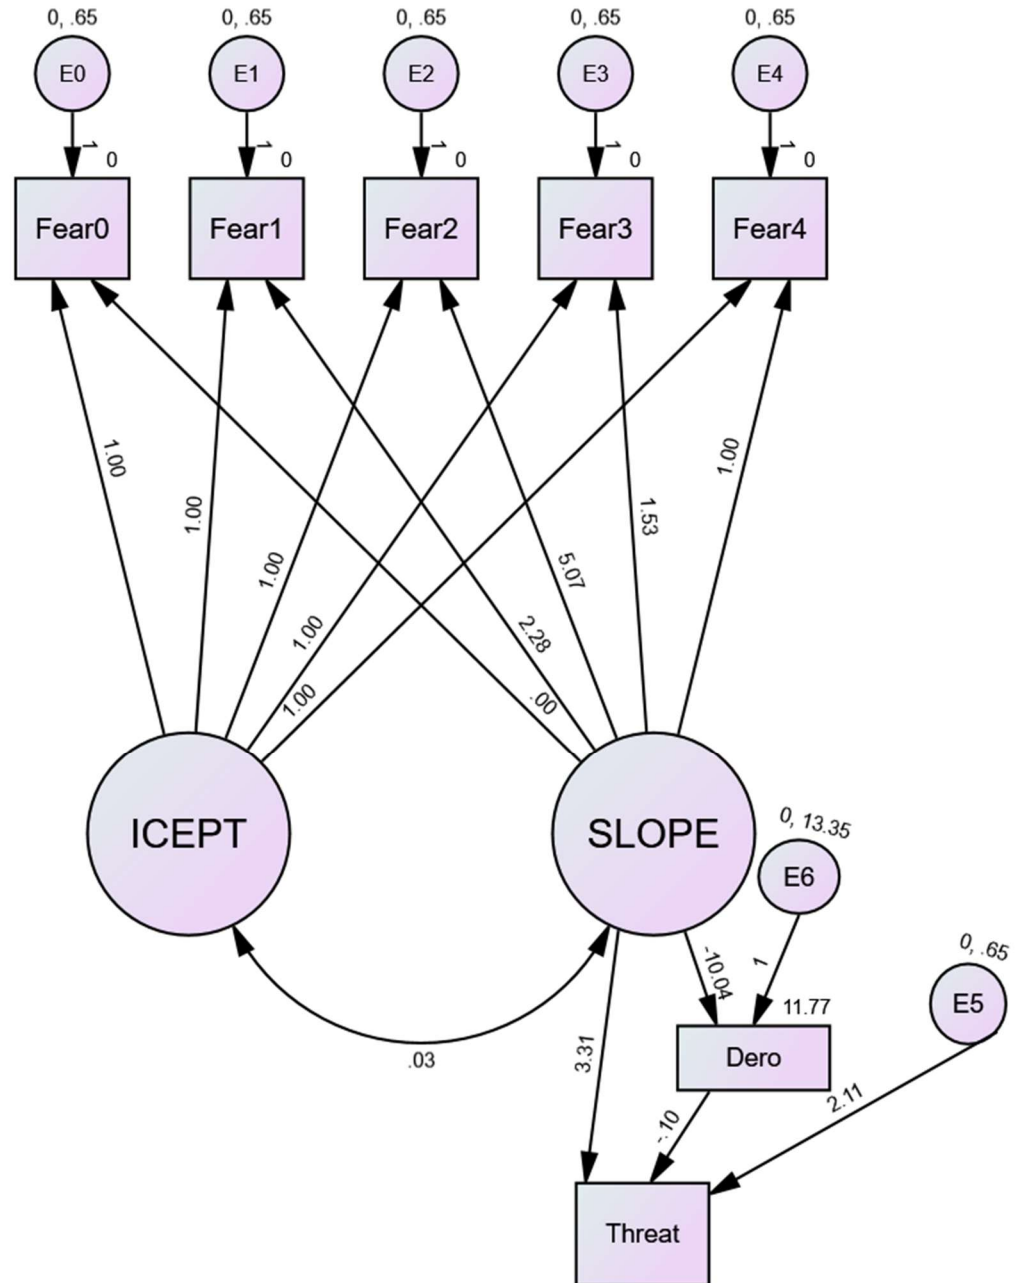 0, .65
0, .65
0, .65
0, .65
0, .65
E0
E1
E2
E3
E4
1
0
1
0
1
0
1
0
1
0
Fear0
Fear1
Fear2
Fear3
Fear4
1.00
1.00
1.00
1.00
1.00
.00
2.28
5.07
1.53
1.00
ICEPT
SLOPE
0, 13.35
E6
.03
-10.04
1
11.77
0, .65
E5
Dero
3.31
-.10
2.11
Threat